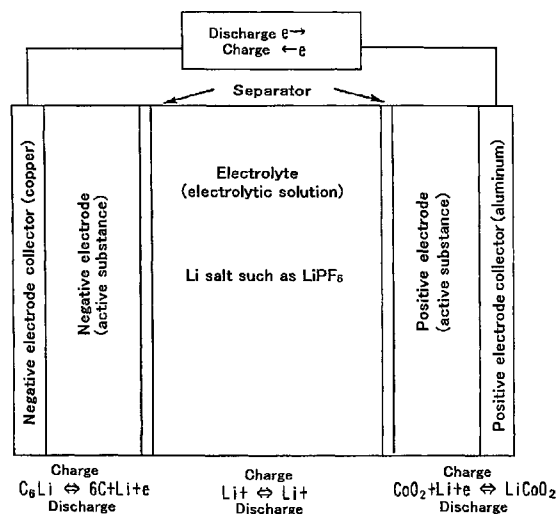 Discharge e→
Charge ←e
Separator
Negative electrode collector (copper)
Negative electrode
(active substance)
Electrolyte
(electrolytic solution)
Li salt such as LiPF₆
Positive electrode
(active substance)
Positive electrode collector (aluminum)
Charge
C₆Li ⇔ 6C+Li+e
Discharge
Charge
Li+ ⇔ Li+
Discharge
Charge
CoO₂+Li+e ⇔ LiCoO₂
Discharge